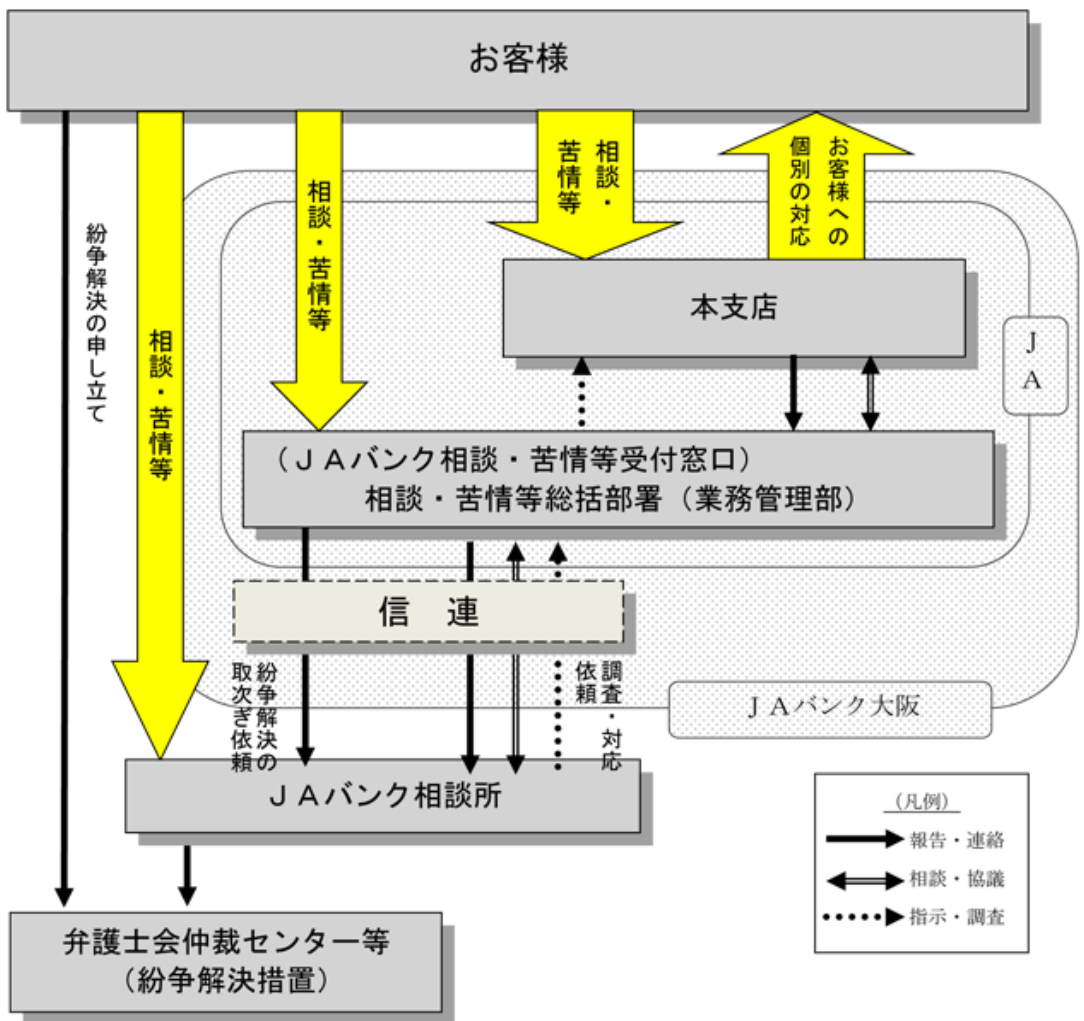 お客様
紛争解決の申し立て
相談・苦情等
相談・苦情等
相談・
苦情等
お客様への
個別の対応
本支店
ＪＡ
（ＪＡバンク相談・苦情等受付窓口）
相談・苦情等総括部署（業務管理部）
信　連
紛争解決の
取次ぎ依頼
調査・対応
依頼
ＪＡバンク大阪
ＪＡバンク相談所
弁護士会仲裁センター等
（紛争解決措置）
（凡例）
報告・連絡
相談・協議
指示・調査